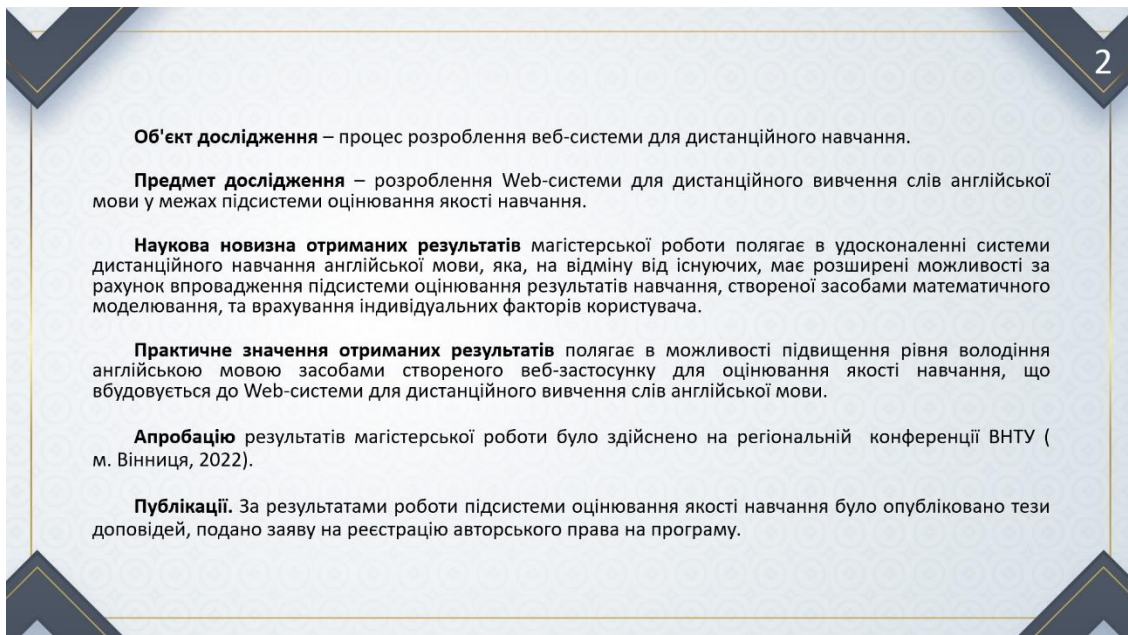 2
Об'єкт дослідження – процес розроблення веб-системи для дистанційного навчання.
Предмет дослідження – розроблення Web-системи для дистанційного вивчення слів англійської
мови у межах підсистеми оцінювання якості навчання.
Наукова новизна отриманих результатів магістерської роботи полягає в удосконаленні системи
дистанційного навчання англійської мови, яка, на відміну від існуючих, має розширені можливості за
рахунок впровадження підсистеми оцінювання результатів навчання, створеної засобами математичного
моделювання, та врахування індивідуальних факторів користувача.
Практичне значення отриманих результатів полягає в можливості підвищення рівня володіння
англійською мовою засобами створеного веб-застосунку для оцінювання якості навчання, що
вбудовується до Web-системи для дистанційного вивчення слів англійської мови.
Апробацію результатів магістерської роботи було здійснено на регіональній конференції ВНТУ (
м. Вінниця, 2022).
Публікації. За результатами роботи підсистеми оцінювання якості навчання було опубліковано тези
доповідей, подано заяву на реєстрацію авторського права на програму.